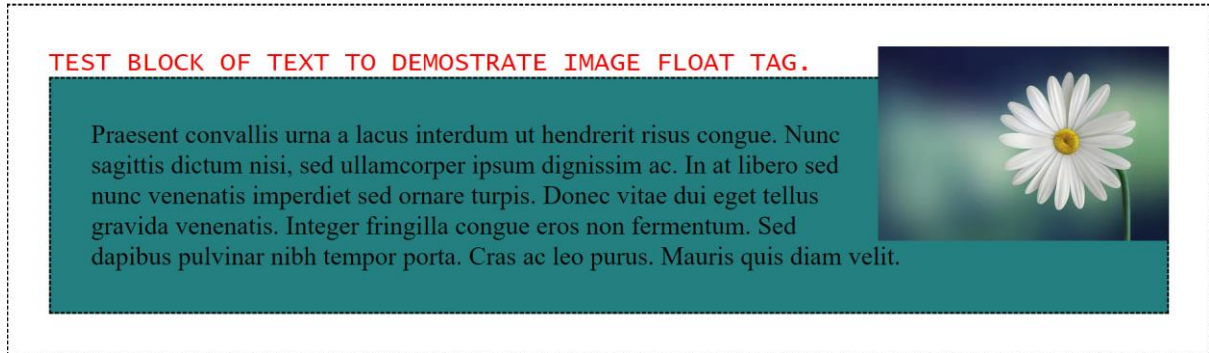 TEST BLOCK OF TEXT TO DEMOSTRATE IMAGE FLOAT TAG.
Praesent convallis urna a lacus interdum ut hendrerit risus congue. Nunc
sagittis dictum nisi, sed ullamcorper ipsum dignissim ac. In at libero sed
nunc venenatis imperdiet sed ornare turpis. Donec vitae dui eget tellus
gravida venenatis. Integer fringilla congue eros non fermentum. Sed
dapibus pulvinar nibh tempor porta. Cras ac leo purus. Mauris quis diam velit.